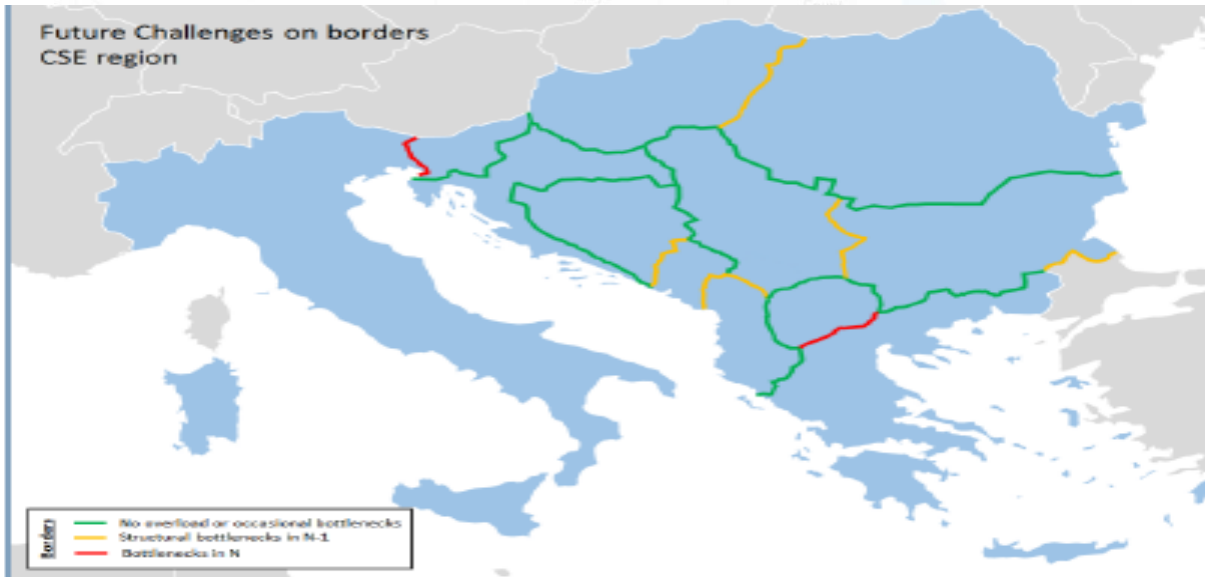 Future Challenges on borders
CSE region
Borders
No overload or occasional bottlenecks
Structural bottlenecks in N-1
Bottlenecks in N